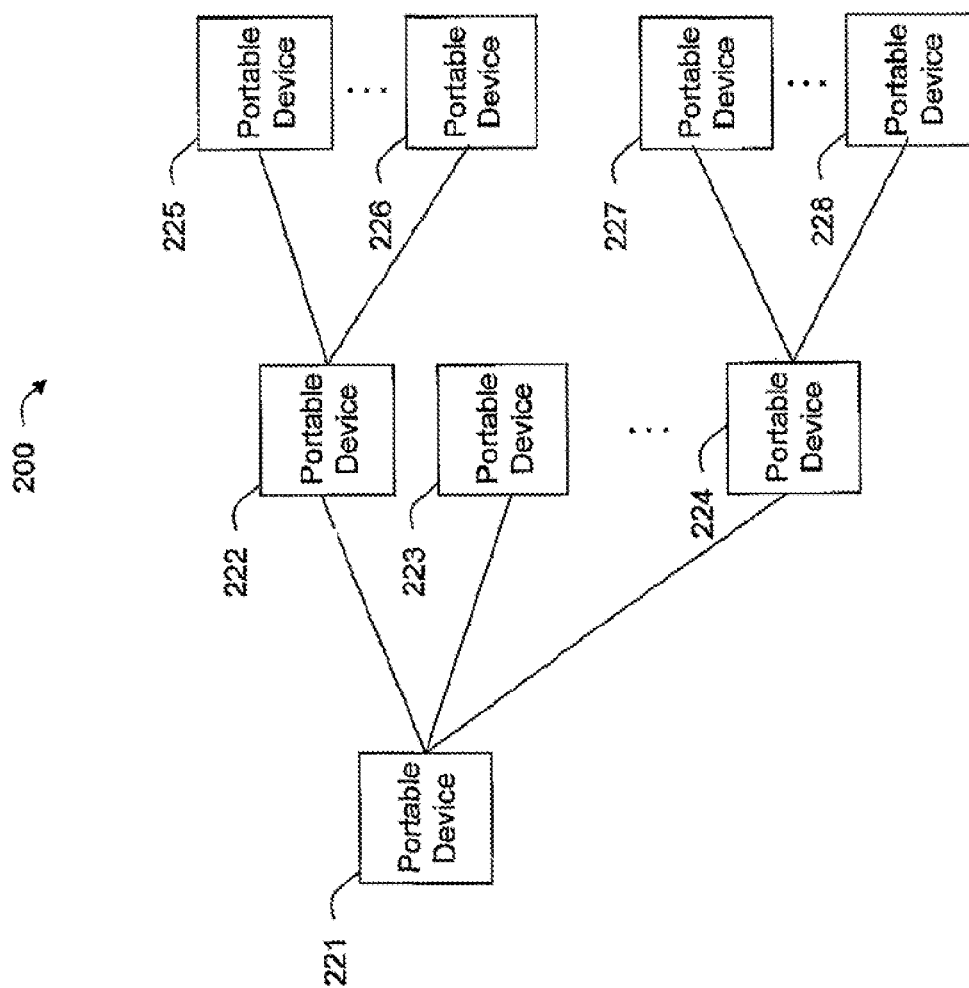 200
221
Portable
Device
222
Portable
Device
223
Portable
Device
224
Portable
Device
225
Portable
Device
226
Portable
Device
227
Portable
Device
228
Portable
Device